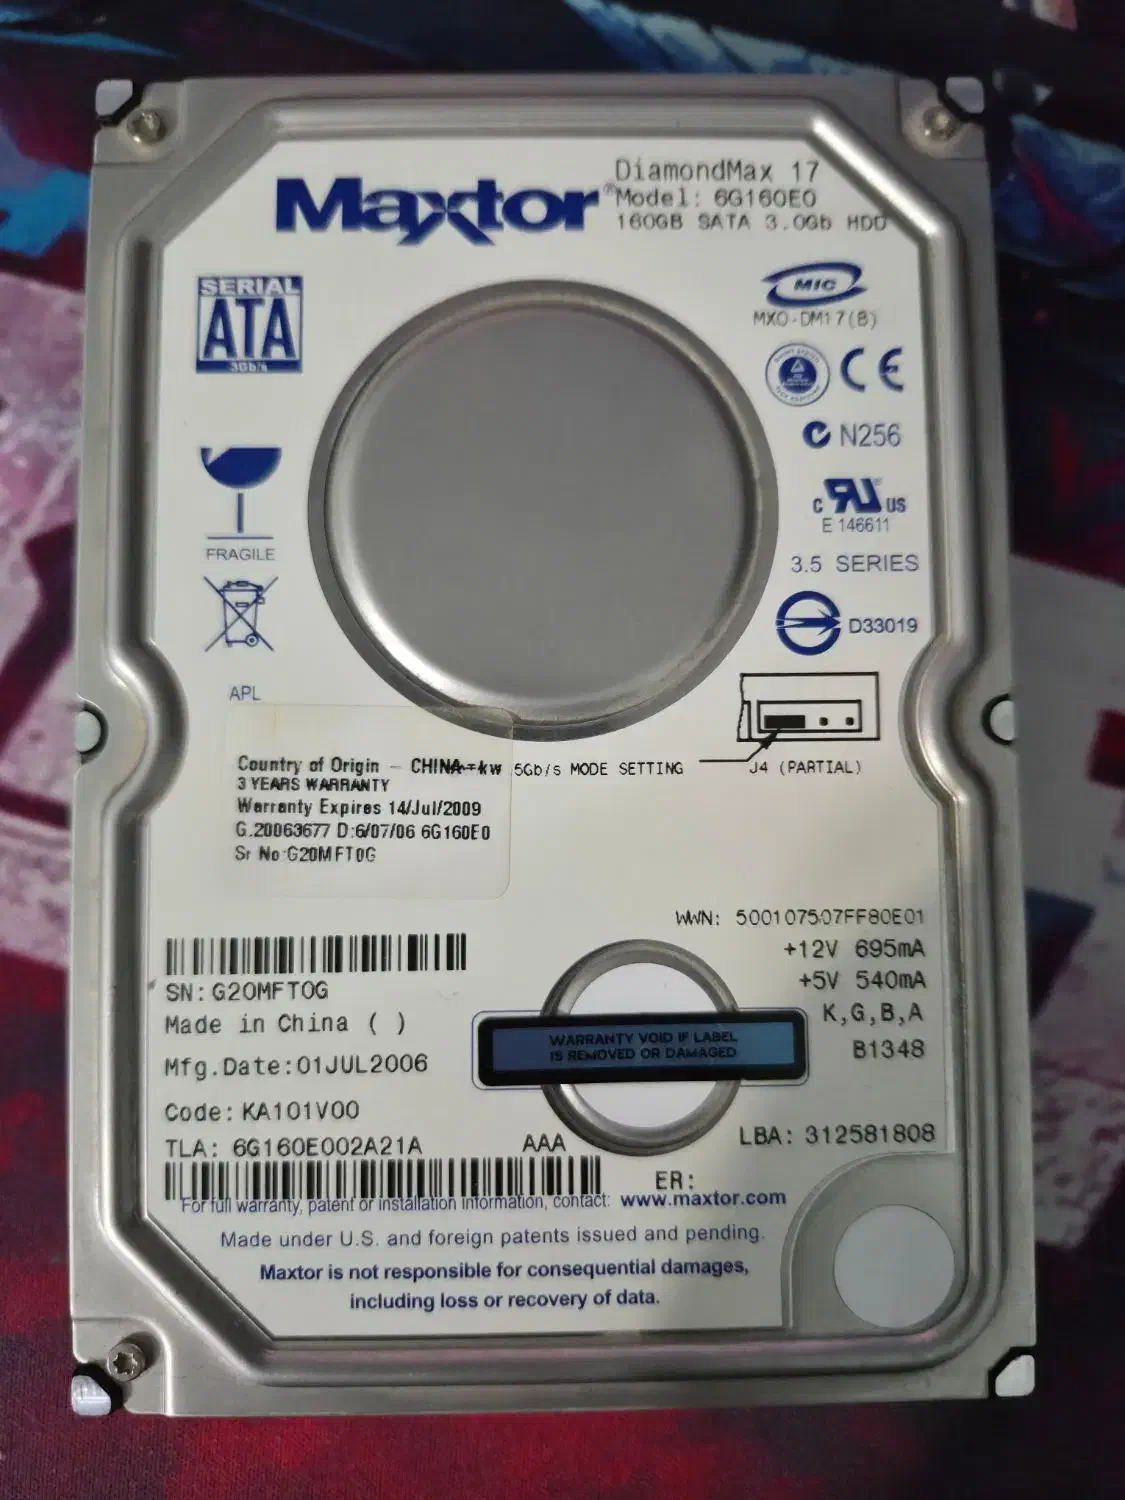 Maxtor®
DiamondMax 17
Model: 6G160E0
160GB SATA 3.0Gb HDD
SERIAL
ATA
3Gb/s
MIC
MXO-DM17(B)
CE
N256
C RU US
E146611
FRAGILE
3.5 SERIES
D33019
APL
Country of Origin - CHINA-kw
3 YEARS WARRANTY
Warranty Expires 14/Jul/2009
G.20063677 D:6/07/06 6G160E0
Sr No:G20MFT0G
.5Gb/s MODE SETTING
J4 (PARTIAL)
WWN: 500107507FF80E01
+12V 695mA
+5V 540mA
K,G,B,A
B1348
SN:G20MFT0G
Made in China ( )
Mfg.Date:01JUL2006
WARRANTY VOID IF LABEL
IS REMOVED OR DAMAGED
Code:KA101V00
TLA: 6G160E002A21A
AAA
LBA: 312581808
ER:
For full warranty, patent or installation information, contact: www.maxtor.com
Made under U.S. and foreign patents issued and pending.
Maxtor is not responsible for consequential damages,
including loss or recovery of data.